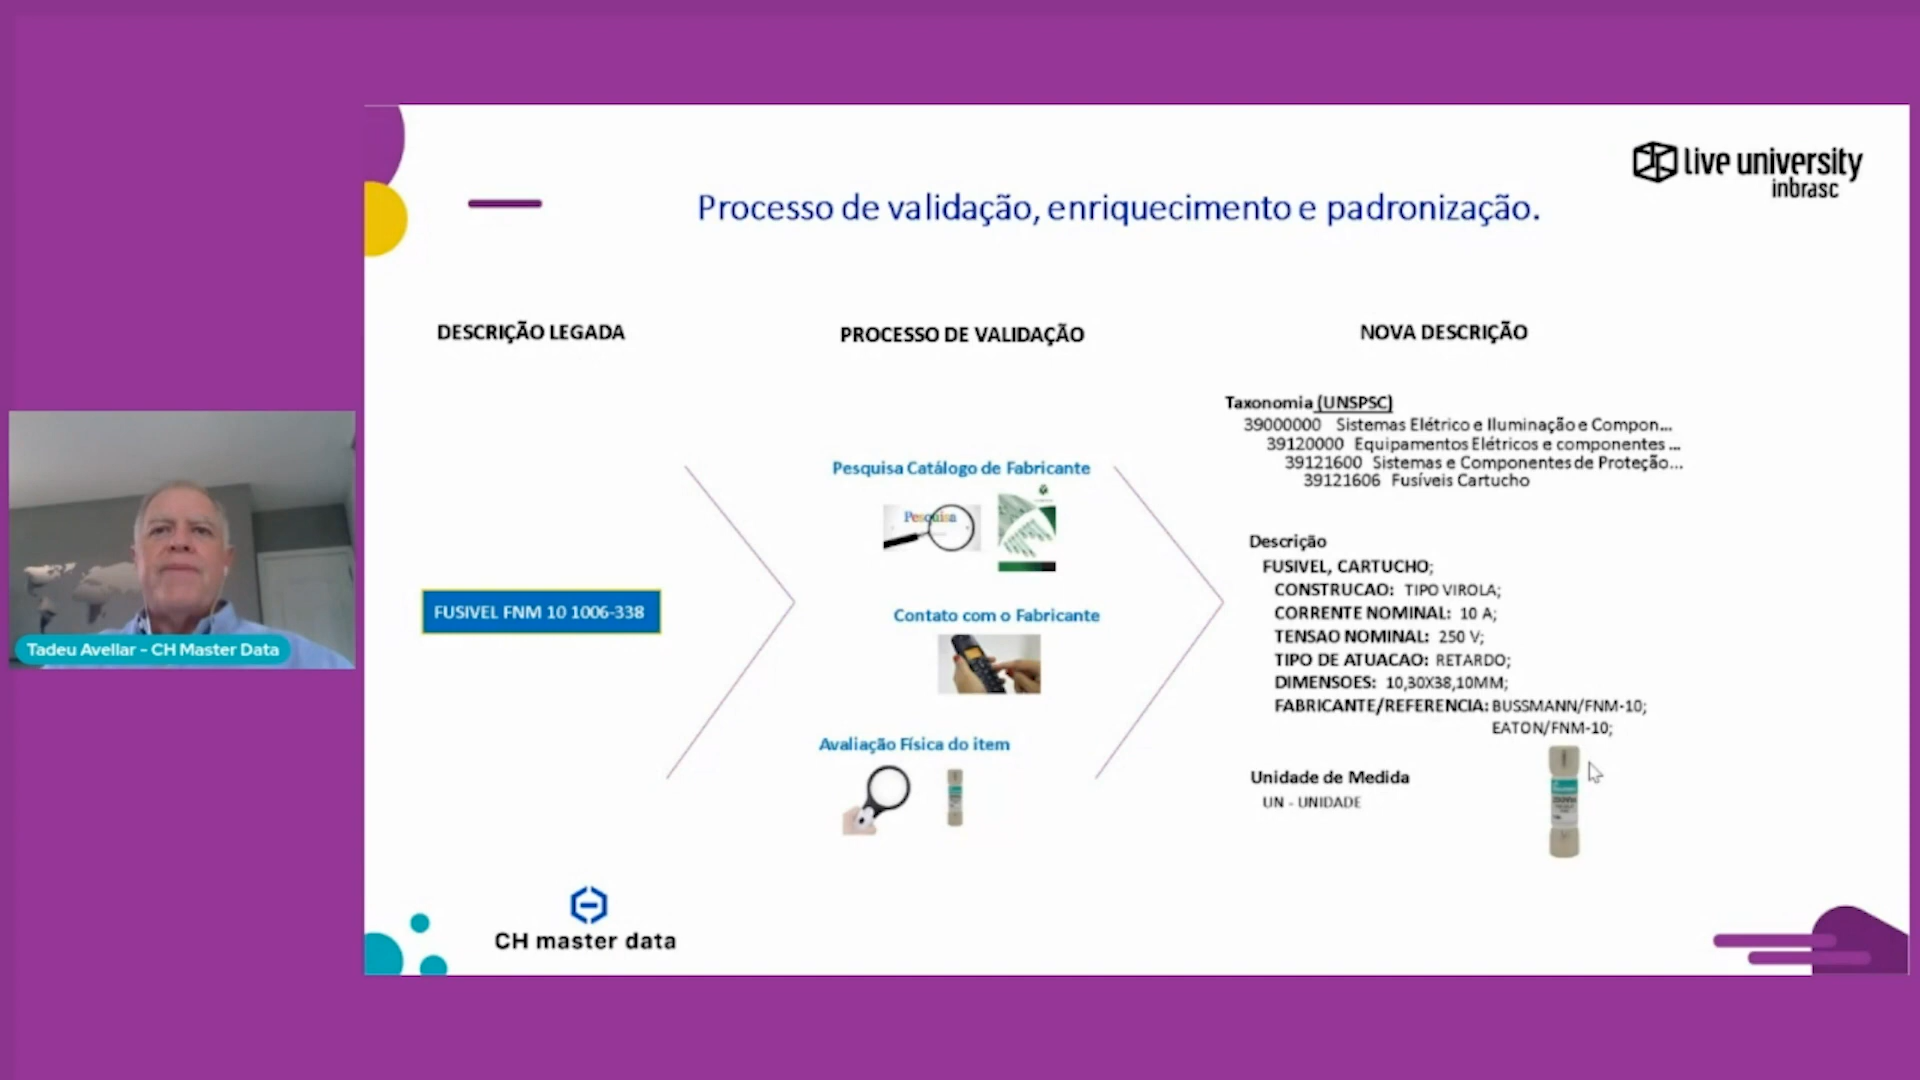 live university
inbrasc
Processo de validação, enriquecimento e padronização.
DESCRIÇÃO LEGADA
PROCESSO DE VALIDAÇÃO
NOVA DESCRIÇÃO
FUSIVEL FNM 10 1006-338
Pesquisa Catálogo de Fabricante
Pesquisa
Contato com o Fabricante
Avaliação Física do item
Taxonomia (UNSPSC)
39000000 Sistemas Elétrico e Iluminação e Compon...
39120000 Equipamentos Elétricos e componentes ...
39121600 Sistemas e Componentes de Proteção...
39121606 Fusíveis Cartucho
Descrição
FUSIVEL, CARTUCHO;
CONSTRUCAO: TIPO VIROLA;
CORRENTE NOMINAL: 10 A;
TENSAO NOMINAL: 250 V;
TIPO DE ATUACAO: RETARDO;
DIMENSOES: 10,30X38,10MM;
FABRICANTE/REFERENCIA: BUSSMANN/FNM-10;
EATON/FNM-10;
Unidade de Medida
UN - UNIDADE
Tadeu Avellar - CH Master Data
CH master data